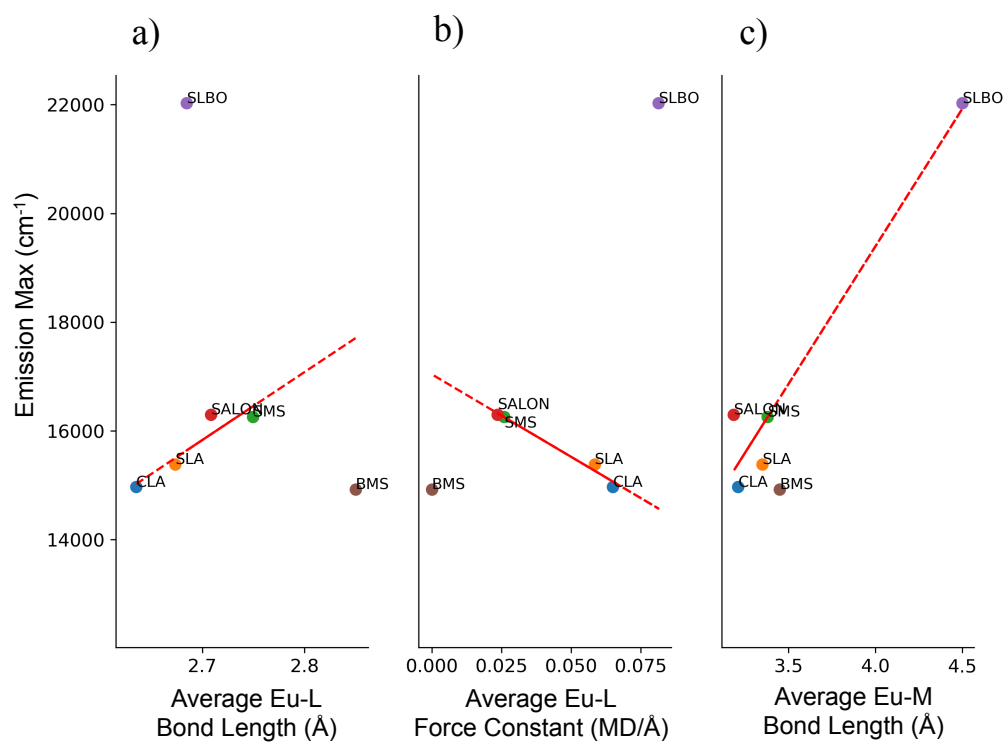 a)
b)
c)
Emission Max (cm⁻¹)
22000
20000
18000
16000
14000
SLBO
SALON
SMS
SLA
CLA
BMS
2.7
2.8
Average Eu-L
Bond Length (Å)
SLBO
SALON
SMS
SLA
BMS
CLA
0.000
0.025
0.050
0.075
Average Eu-L
Force Constant (MD/Å)
SLBO
SALON
SMS
SLA
CLA
BMS
3.5
4.0
4.5
Average Eu-M
Bond Length (Å)